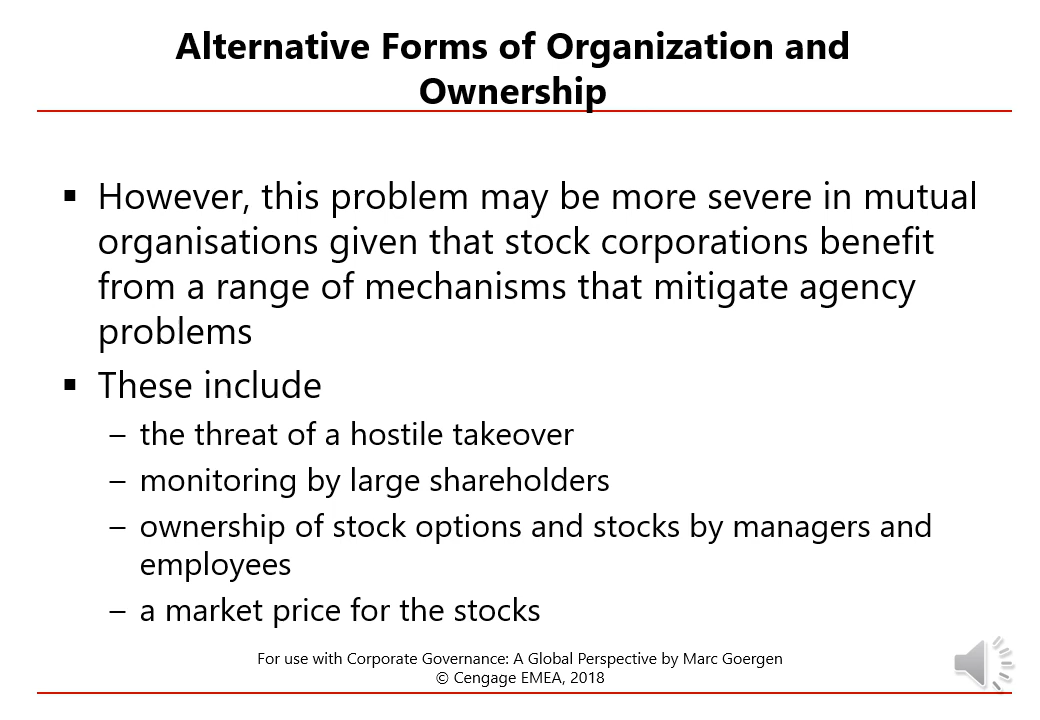 Alternative Forms of Organization and
Ownership
▪ However, this problem may be more severe in mutual
organisations given that stock corporations benefit
from a range of mechanisms that mitigate agency
problems
▪ These include
– the threat of a hostile takeover
– monitoring by large shareholders
– ownership of stock options and stocks by managers and
employees
– a market price for the stocks
For use with Corporate Governance: A Global Perspective by Marc Goergen
© Cengage EMEA, 2018